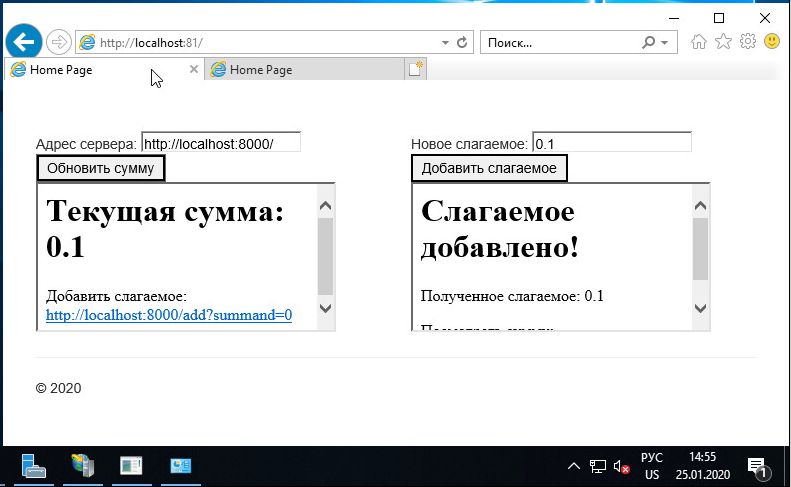 http://localhost:81/
Поиск...
Home Page
Home Page
Адрес сервера: http://localhost:8000/
Обновить сумму
Текущая сумма:
0.1
Добавить слагаемое:
http://localhost:8000/add?summand=0
Новое слагаемое: 0.1
Добавить слагаемое
Слагаемое
добавлено!
Полученное слагаемое: 0.1
© 2020
РУС
US
14:55
25.01.2020
1